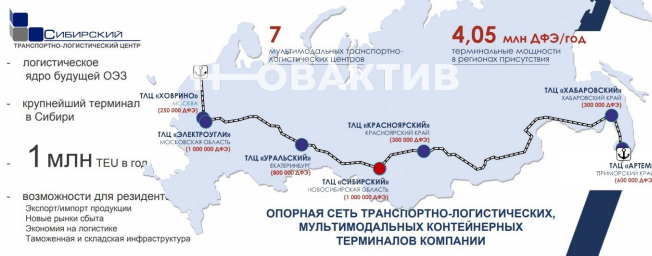 СИБИРСКИЙ
ТРАНСПОРТНО-ЛОГИСТИЧЕСКИЙ ЦЕНТР
- логистическое
ядро будущей ОЭЗ
- крупнейший терминал
в Сибири
- 1 МЛН TEU в год
- возможности для резидент
Экспорт/импорт продукции
Новые рынки сбыта
Экономия на логистике
Таможенная и складская инфраструктура
7
мультимодальных транспортно-
логистических центров
4,05 млн ДФЭ/год
терминальные мощности
в регионах присутствия
НОВАКТИВ
ТЛЦ «ХОВРИНО»
МОСКВА
(250 000 ДФЭ)
ТЛЦ «ЭЛЕКТРОУГЛИ»
МОСКОВСКАЯ ОБЛАСТЬ
(1 000 000 ДФЭ)
ТЛЦ «УРАЛЬСКИЙ»
ЕКАТЕРИНБУРГ
(800 000 ДФЭ)
ТЛЦ «СИБИРСКИЙ»
НОВОСИБИРСКАЯ ОБЛАСТЬ
(1 000 000 ДФЭ)
ТЛЦ «КРАСНОЯРСКИЙ»
КРАСНОЯРСКИЙ КРАЙ
(300 000 ДФЭ)
ТЛЦ «ХАБАРОВСКИЙ»
ХАБАРОВСКИЙ КРАЙ
(300 000 ДФЭ)
ТЛЦ «АРТЕМ»
ПРИМОРСКИЙ КРАЙ
(400 000 ДФЭ)
ОПОРНАЯ СЕТЬ ТРАНСПОРТНО-ЛОГИСТИЧЕСКИХ,
МУЛЬТИМОДАЛЬНЫХ КОНТЕЙНЕРНЫХ
ТЕРМИНАЛОВ КОМПАНИИ